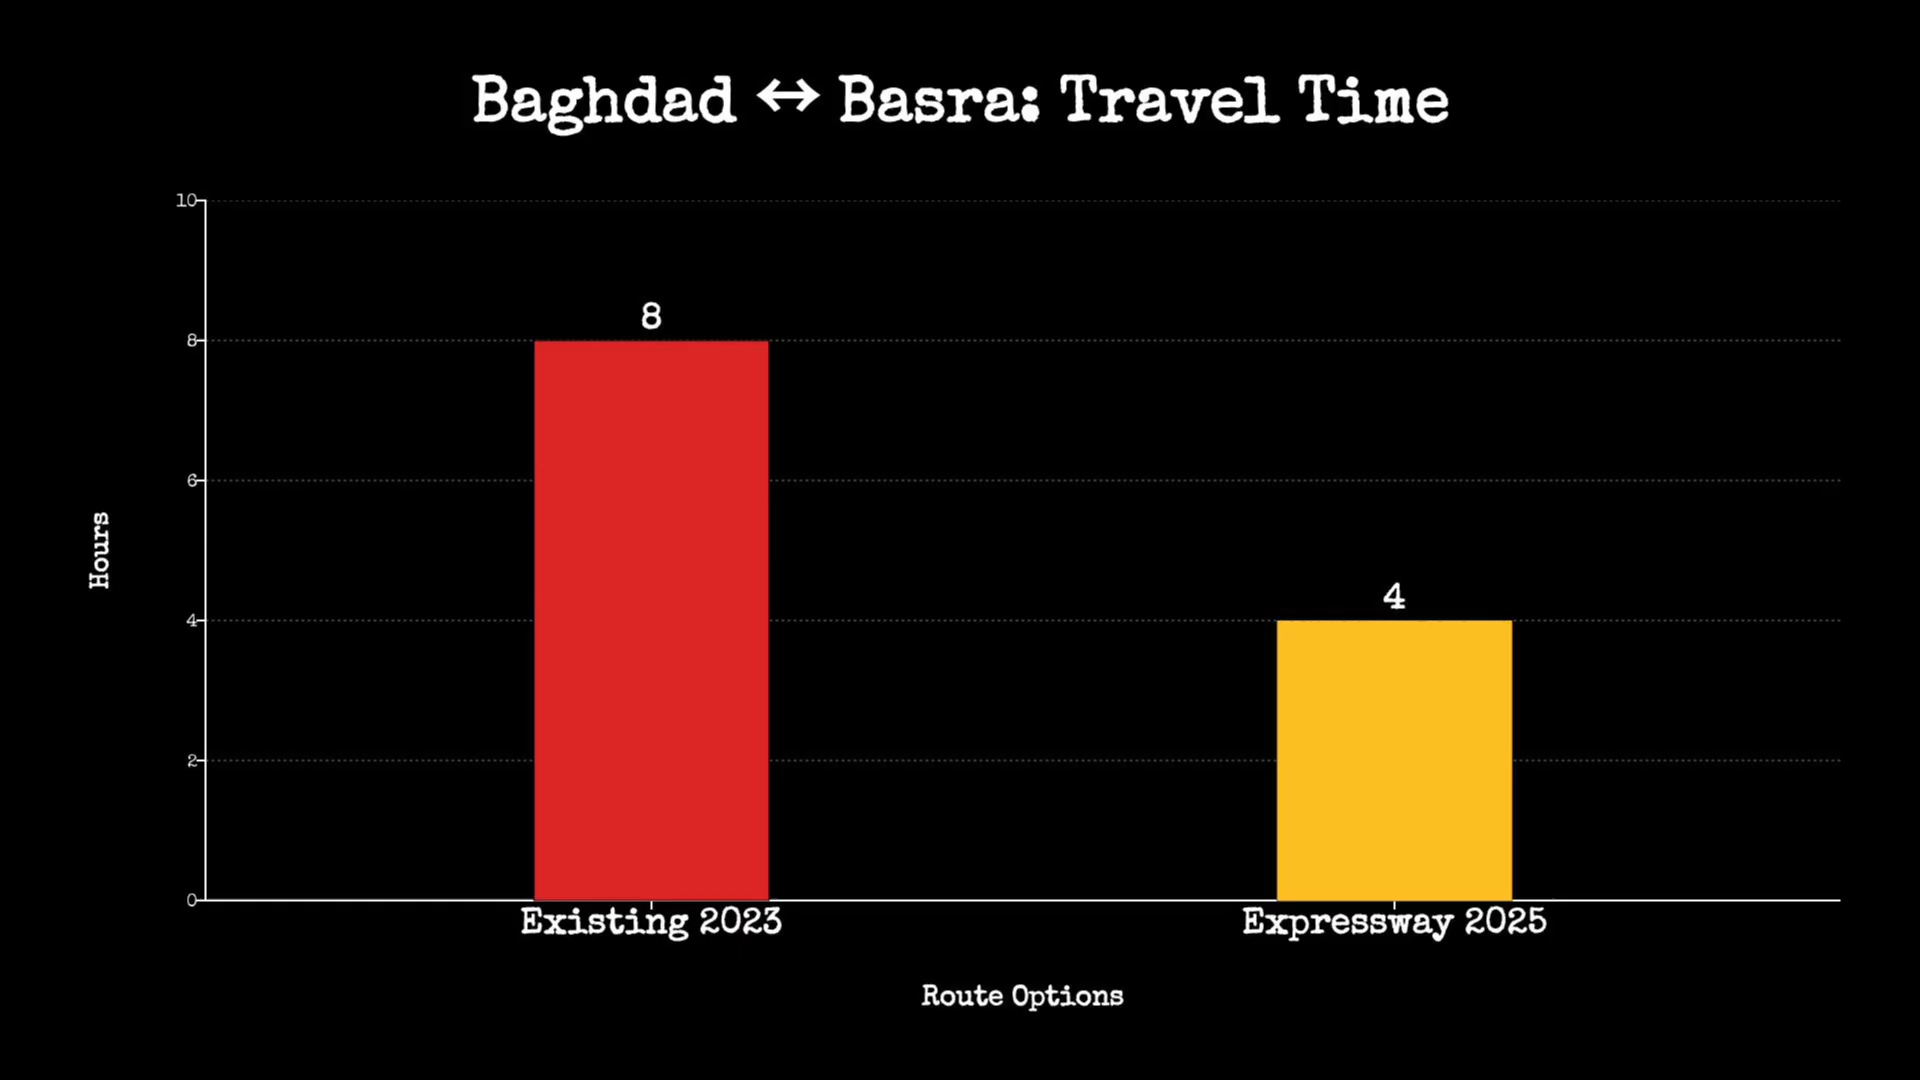 Baghdad ↔ Basra: Travel Time
10
8
8
6
Hours
4
4
2
0
Existing 2023
Expressway 2025
Route Options